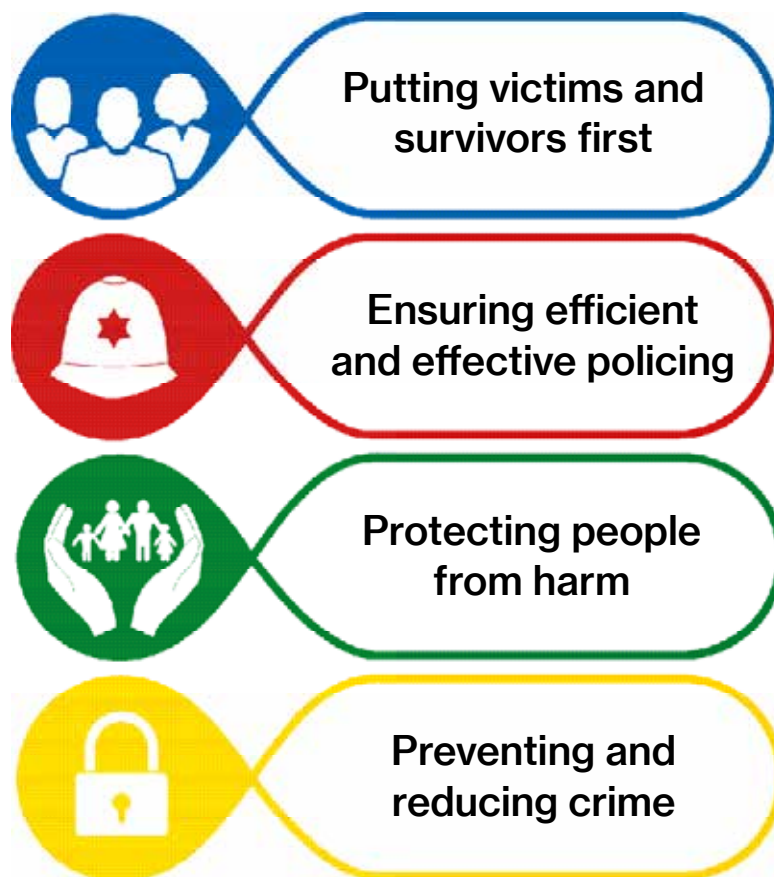 Putting victims and
survivors first
Ensuring efficient
and effective policing
Protecting people
from harm
Preventing and
reducing crime